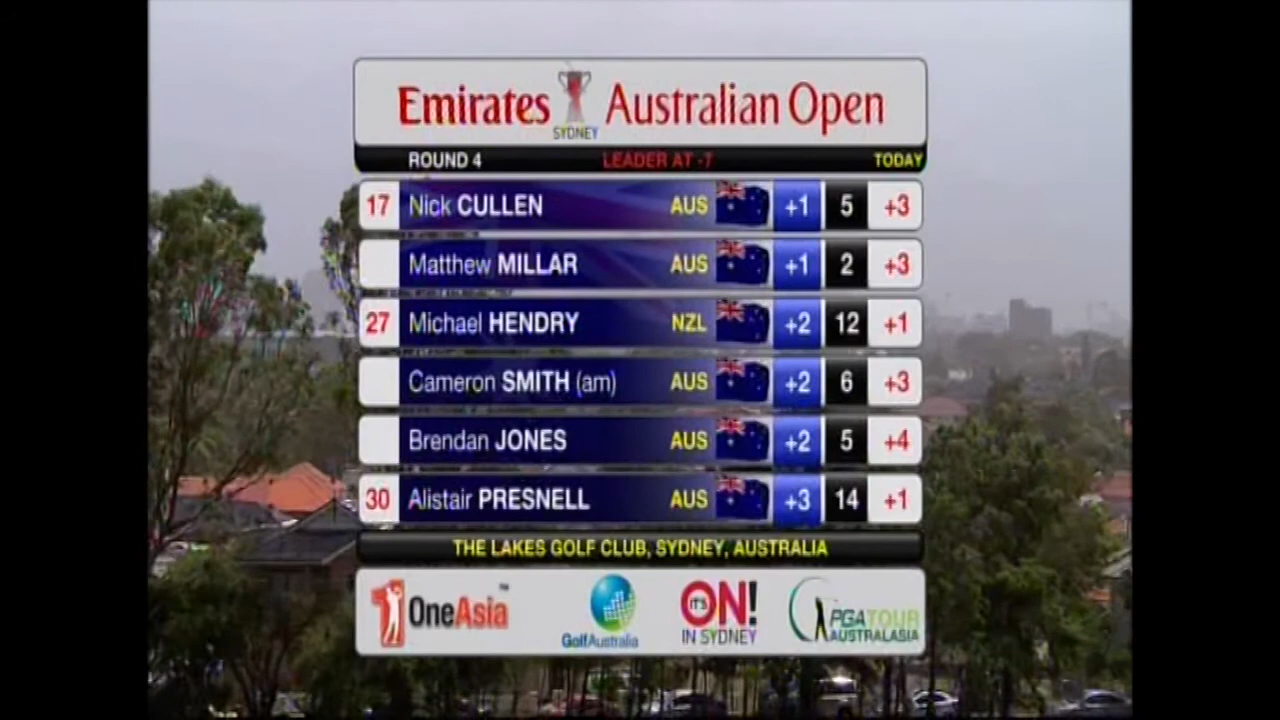 Emirates Australian Open
SYDNEY
ROUND 4 LEADER AT -7 TODAY
17 Nick CULLEN AUS +1 5 +3
Matthew MILLAR AUS +1 2 +3
27 Michael HENDRY NZL +2 12 +1
Cameron SMITH (am) AUS +2 6 +3
Brendan JONES AUS +2 5 +4
30 Alistair PRESNELL AUS +3 14 +1
THE LAKES GOLF CLUB, SYDNEY, AUSTRALIA
1 OneAsia™
GolfAustralia
IT'S ON!
IN SYDNEY
PGA TOUR
AUSTRALASIA